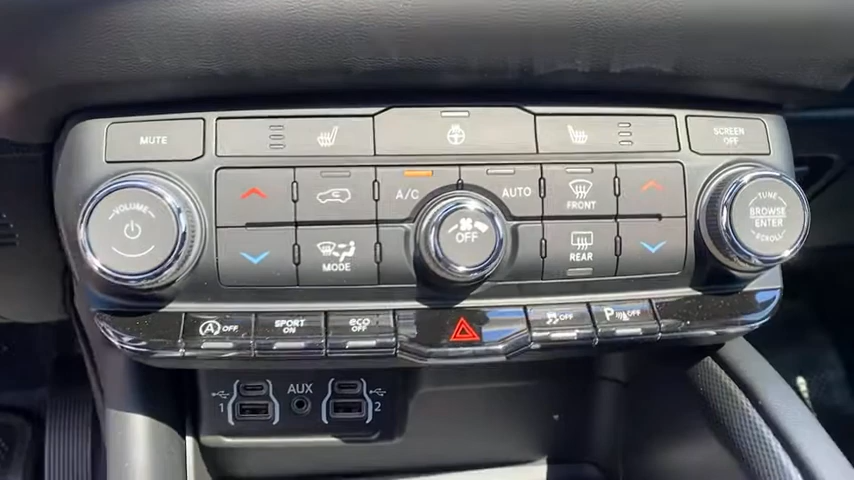 MUTE
SCREEN
OFF
VOLUME
A/C
AUTO
FRONT
OFF
MODE
REAR
TUNE
BROWSE
ENTER
SCROLL
A OFF
SPORT
ON
eco
OFF
OFF
P OFF
1
AUX
2